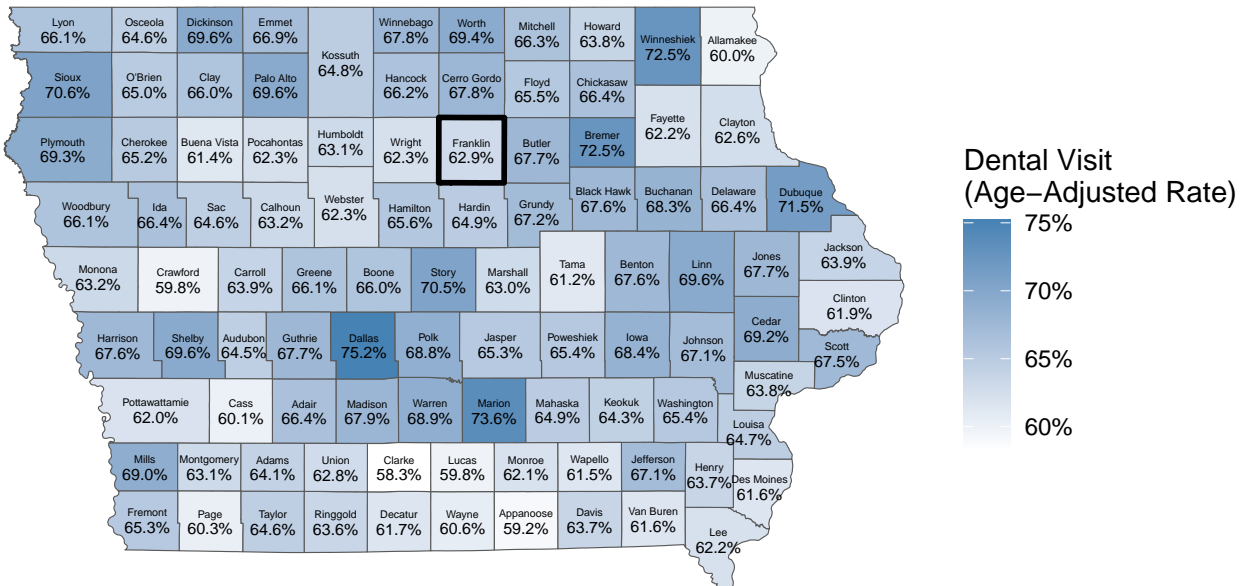 Lyon
66.1%
Osceola
64.6%
Dickinson
69.6%
Emmet
66.9%
Kossuth
64.8%
Winnebago
67.8%
Worth
69.4%
Mitchell
66.3%
Howard
63.8%
Winneshiek
72.5%
Allamakee
60.0%
Sioux
70.6%
O'Brien
65.0%
Clay
66.0%
Palo Alto
69.6%
Hancock
66.2%
Cerro Gordo
67.8%
Floyd
65.5%
Chickasaw
66.4%
Fayette
62.2%
Clayton
62.6%
Plymouth
69.3%
Cherokee
65.2%
Buena Vista
61.4%
Pocahontas
62.3%
Humboldt
63.1%
Wright
62.3%
Franklin
62.9%
Butler
67.7%
Bremer
72.5%
Woodbury
66.1%
Ida
66.4%
Sac
64.6%
Calhoun
63.2%
Webster
62.3%
Hamilton
65.6%
Hardin
64.9%
Grundy
67.2%
Black Hawk
67.6%
Buchanan
68.3%
Delaware
66.4%
Dubuque
71.5%
Monona
63.2%
Crawford
59.8%
Carroll
63.9%
Greene
66.1%
Boone
66.0%
Story
70.5%
Marshall
63.0%
Tama
61.2%
Benton
67.6%
Linn
69.6%
Jones
67.7%
Jackson
63.9%
Clinton
61.9%
Harrison
67.6%
Shelby
69.6%
Audubon
64.5%
Guthrie
67.7%
Dallas
75.2%
Polk
68.8%
Jasper
65.3%
Poweshiek
65.4%
Iowa
68.4%
Johnson
67.1%
Cedar
69.2%
Scott
67.5%
Muscatine
63.8%
Pottawattamie
62.0%
Cass
60.1%
Adair
66.4%
Madison
67.9%
Warren
68.9%
Marion
73.6%
Mahaska
64.9%
Keokuk
64.3%
Washington
65.4%
Louisa
64.7%
Mills
69.0%
Montgomery
63.1%
Adams
64.1%
Union
62.8%
Clarke
58.3%
Lucas
59.8%
Monroe
62.1%
Wapello
61.5%
Jefferson
67.1%
Henry
63.7%
Des Moines
61.6%
Fremont
65.3%
Page
60.3%
Taylor
64.6%
Ringgold
63.6%
Decatur
61.7%
Wayne
60.6%
Appanoose
59.2%
Davis
63.7%
Van Buren
61.6%
Lee
62.2%
Dental Visit
(Age−Adjusted Rate)
75%
70%
65%
60%